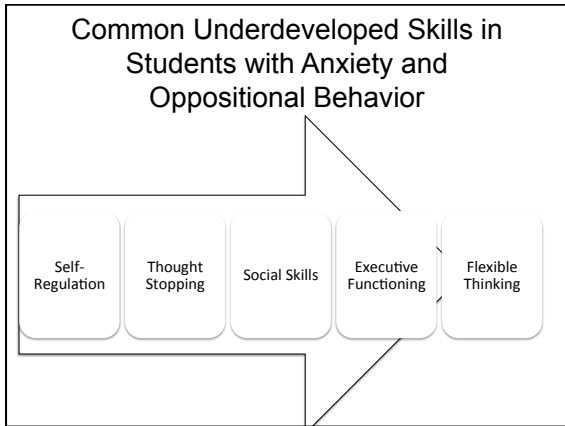 Common Underdeveloped Skills in
Students with Anxiety and
Oppositional Behavior
Self-
Regulation
Thought
Stopping
Social Skills
Executive
Functioning
Flexible
Thinking